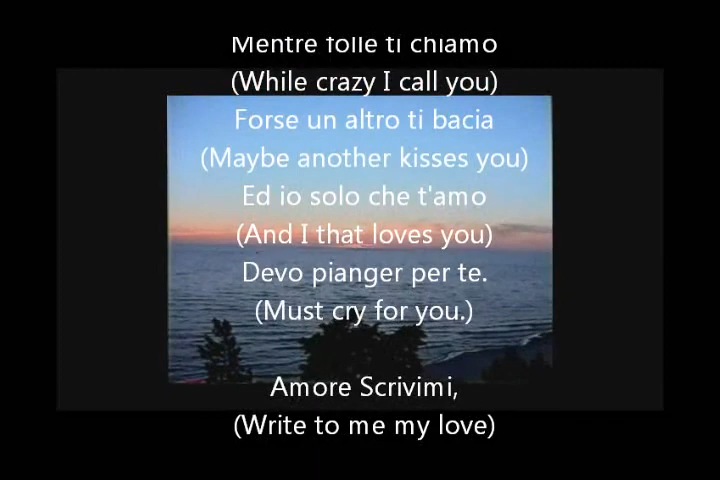 Mentre folle ti chiamo
(While crazy I call you)
Forse un altro ti bacia
(Maybe another kisses you)
Ed io solo che t'amo
(And I that loves you)
Devo pianger per te.
(Must cry for you.)
Amore Scrivimi,
(Write to me my love)